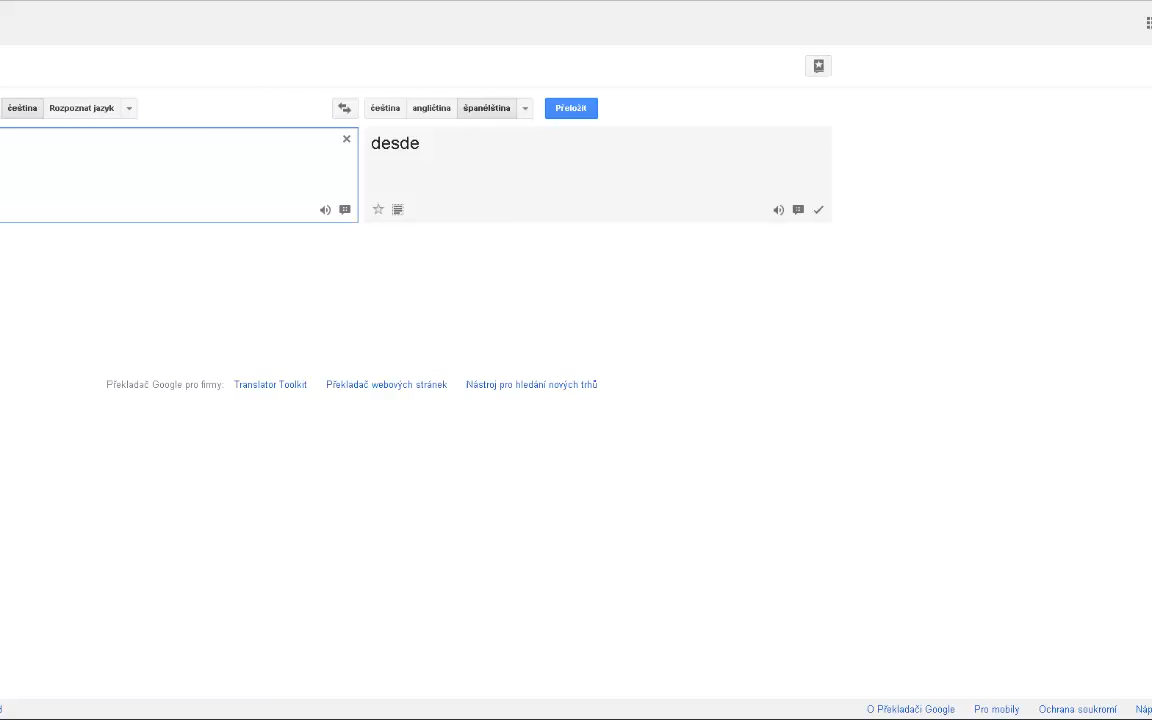 čeština Rozpoznat jazyk čeština angličtina španělština Přeložit
desde
Překladač Google pro firmy: Translator Toolkit Překladač webových stránek Nástroj pro hledání nových trhů
O Překladači Google Pro mobily Ochrana soukromí